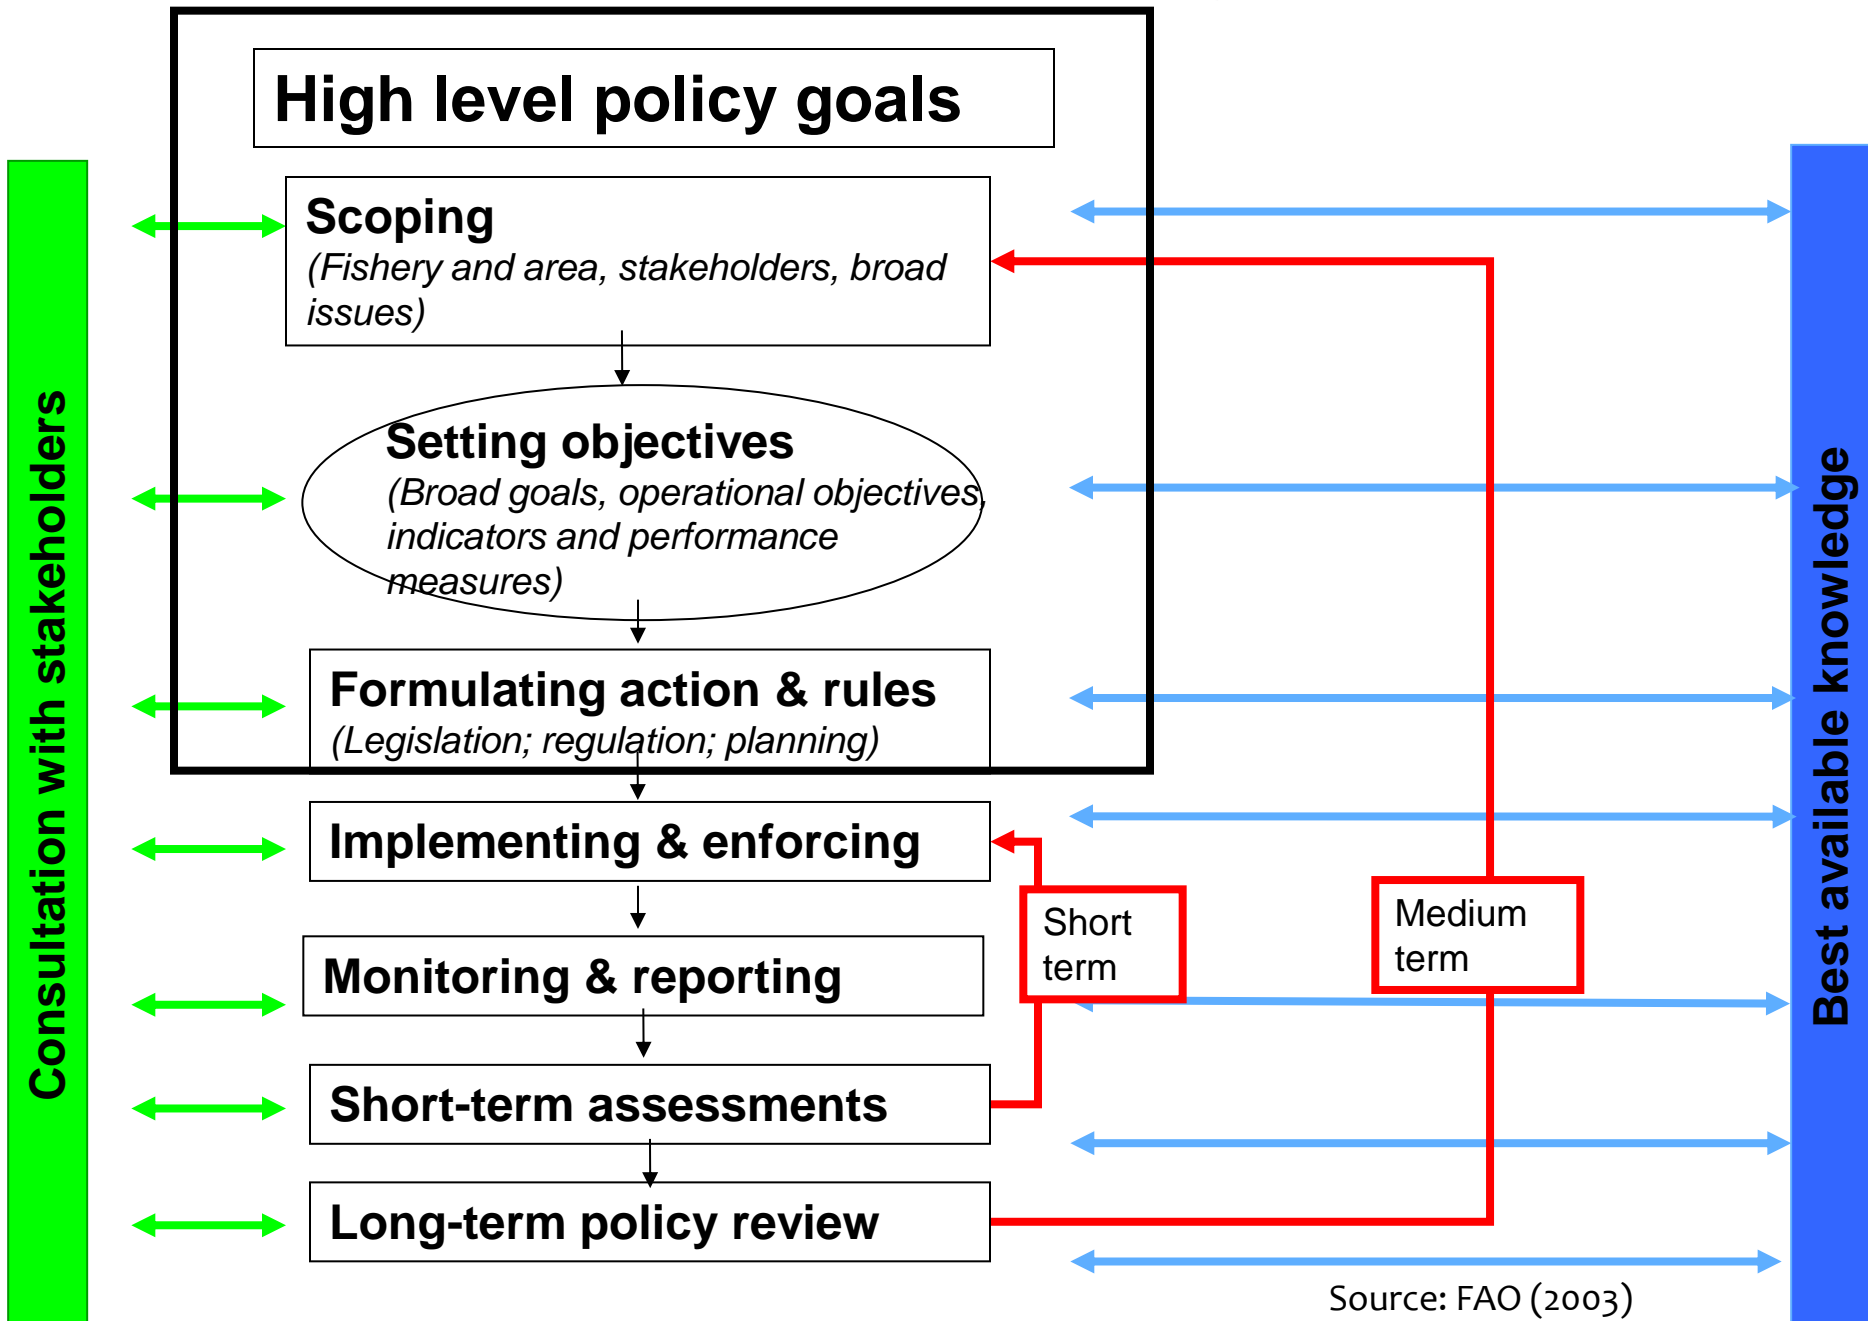 High level policy goals
Scoping
(Fishery and area, stakeholders, broad
issues)
Setting objectives
(Broad goals, operational objectives,
indicators and performance
measures)
Formulating action & rules
(Legislation; regulation; planning)
Implementing & enforcing
Monitoring & reporting
Short-term assessments
Long-term policy review
Short
term
Medium
term
Consultation with stakeholders
Best available knowledge
Source: FAO (2003)